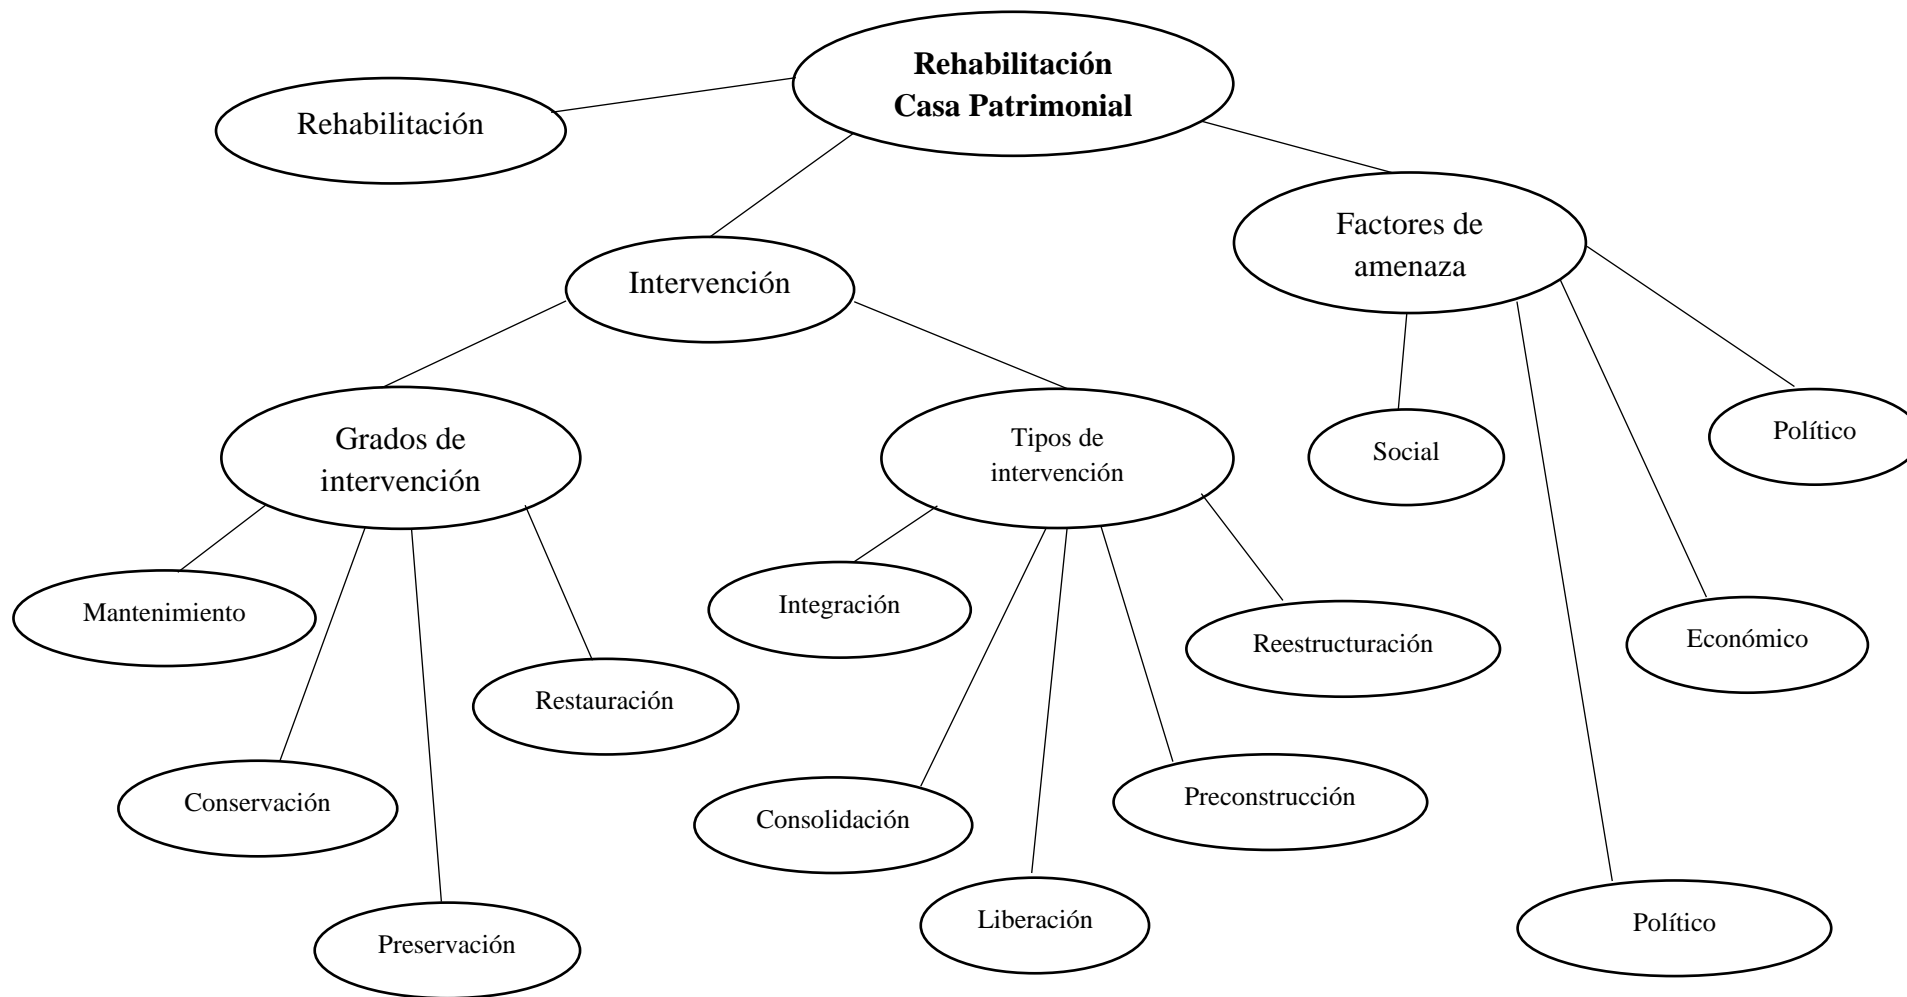 Rehabilitación
Casa Patrimonial
Rehabilitación
Factores de
amenaza
Intervención
Grados de
intervención
Tipos de
intervención
Social
Político
Mantenimiento
Integración
Reestructuración
Económico
Restauración
Conservación
Consolidación
Preconstrucción
Preservación
Liberación
Político